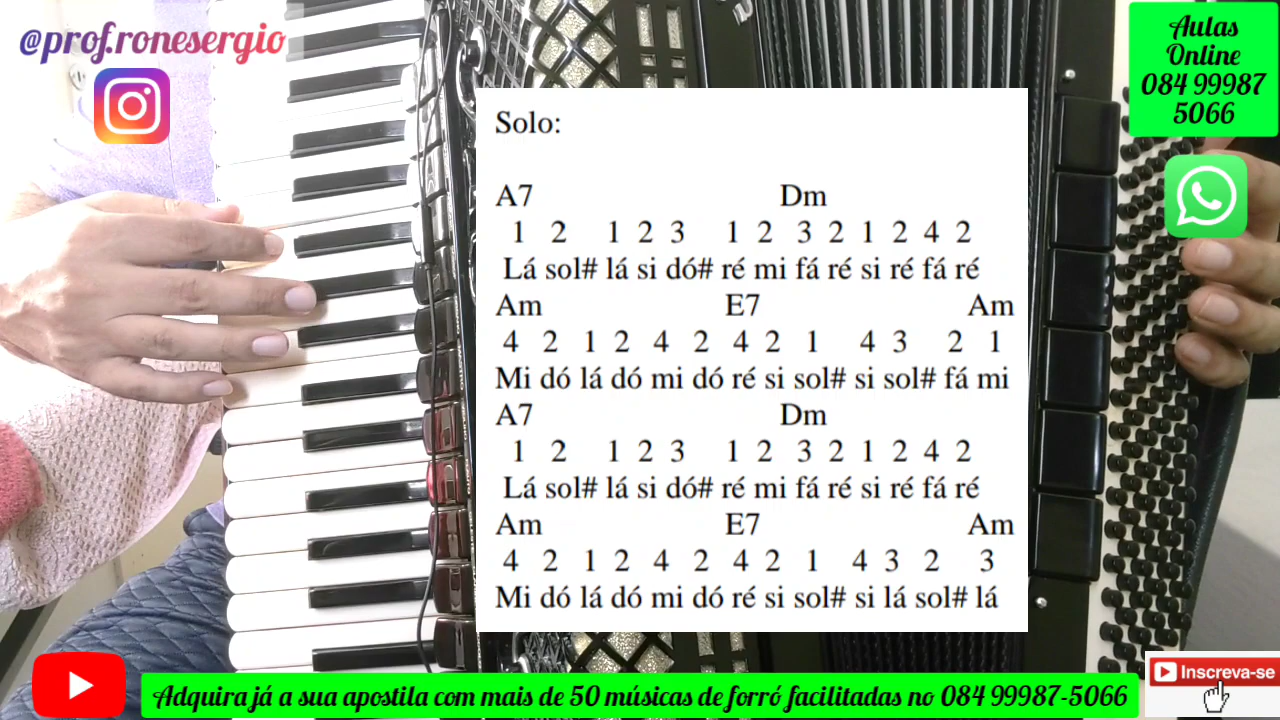 @prof.ronesergio
Aulas
Online
084 99987
5066
Solo:
A7 Dm
1 2 1 2 3 1 2 3 2 1 2 4 2
Lá sol# lá si dó# ré mi fá ré si ré fá ré
Am E7 Am
4 2 1 2 4 2 4 2 1 4 3 2 1
Mi dó lá dó mi dó ré si sol# si sol# fá mi
A7 Dm
1 2 1 2 3 1 2 3 2 1 2 4 2
Lá sol# lá si dó# ré mi fá ré si ré fá ré
Am E7 Am
4 2 1 2 4 2 4 2 1 4 3 2 3
Mi dó lá dó mi dó ré si sol# si lá sol# lá
Inscreva-se
Adquira já a sua apostila com mais de 50 músicas de forró facilitadas no 084 99987-5066